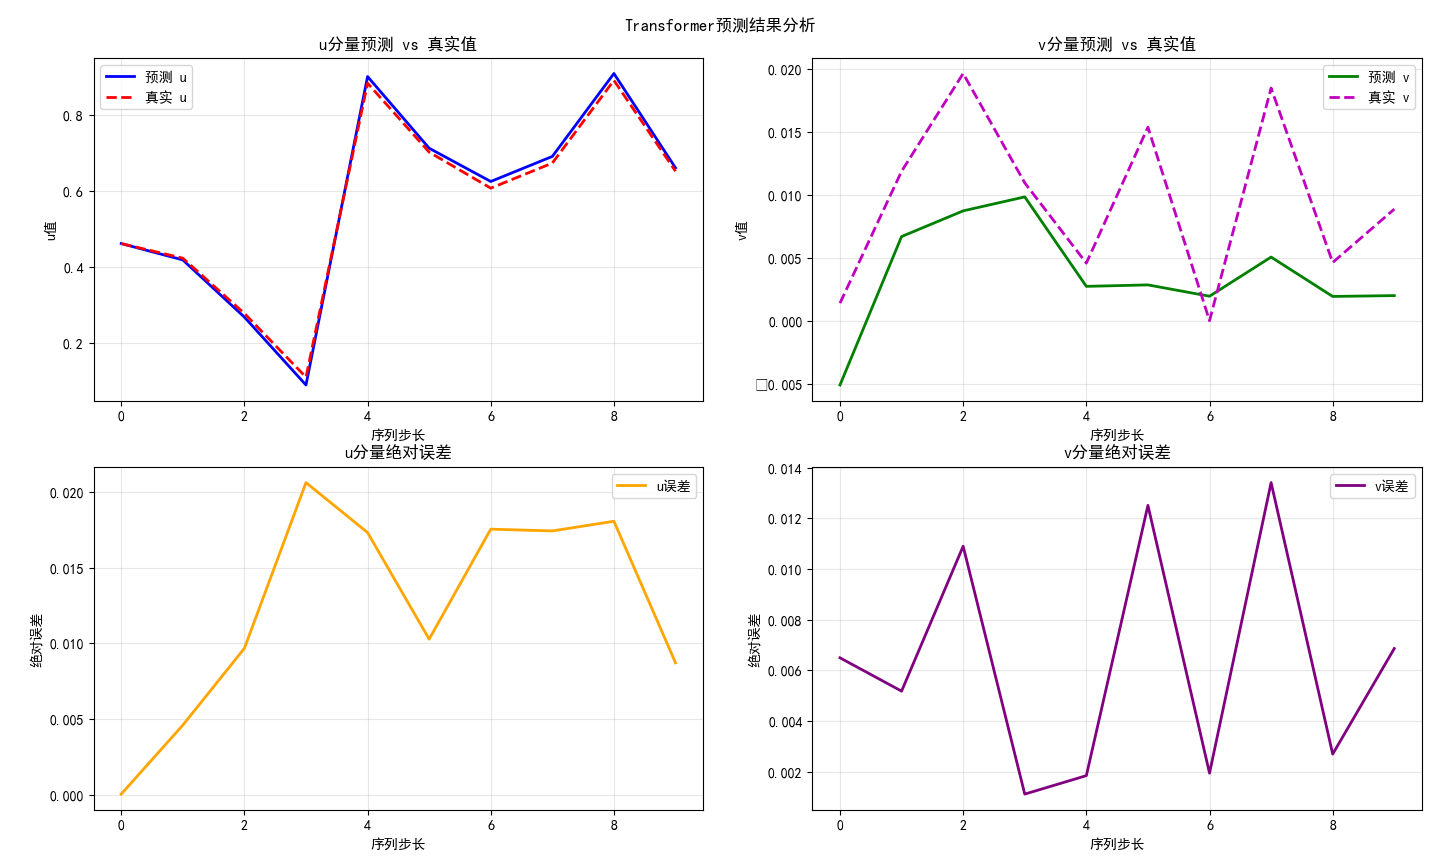 Transformer预测结果分析
u分量预测 vs 真实值
预测 u
真实 u
0.8
0.6
0.4
0.2
u值
0 2 4 6 8
序列步长
v分量预测 vs 真实值
预测 v
真实 v
0.020
0.015
0.010
0.005
0.000
□0.005
v值
0 2 4 6 8
序列步长
u分量绝对误差
u误差
0.020
0.015
0.010
0.005
0.000
绝对误差
0 2 4 6 8
序列步长
v分量绝对误差
v误差
0.014
0.012
0.010
0.008
0.006
0.004
0.002
绝对误差
0 2 4 6 8
序列步长